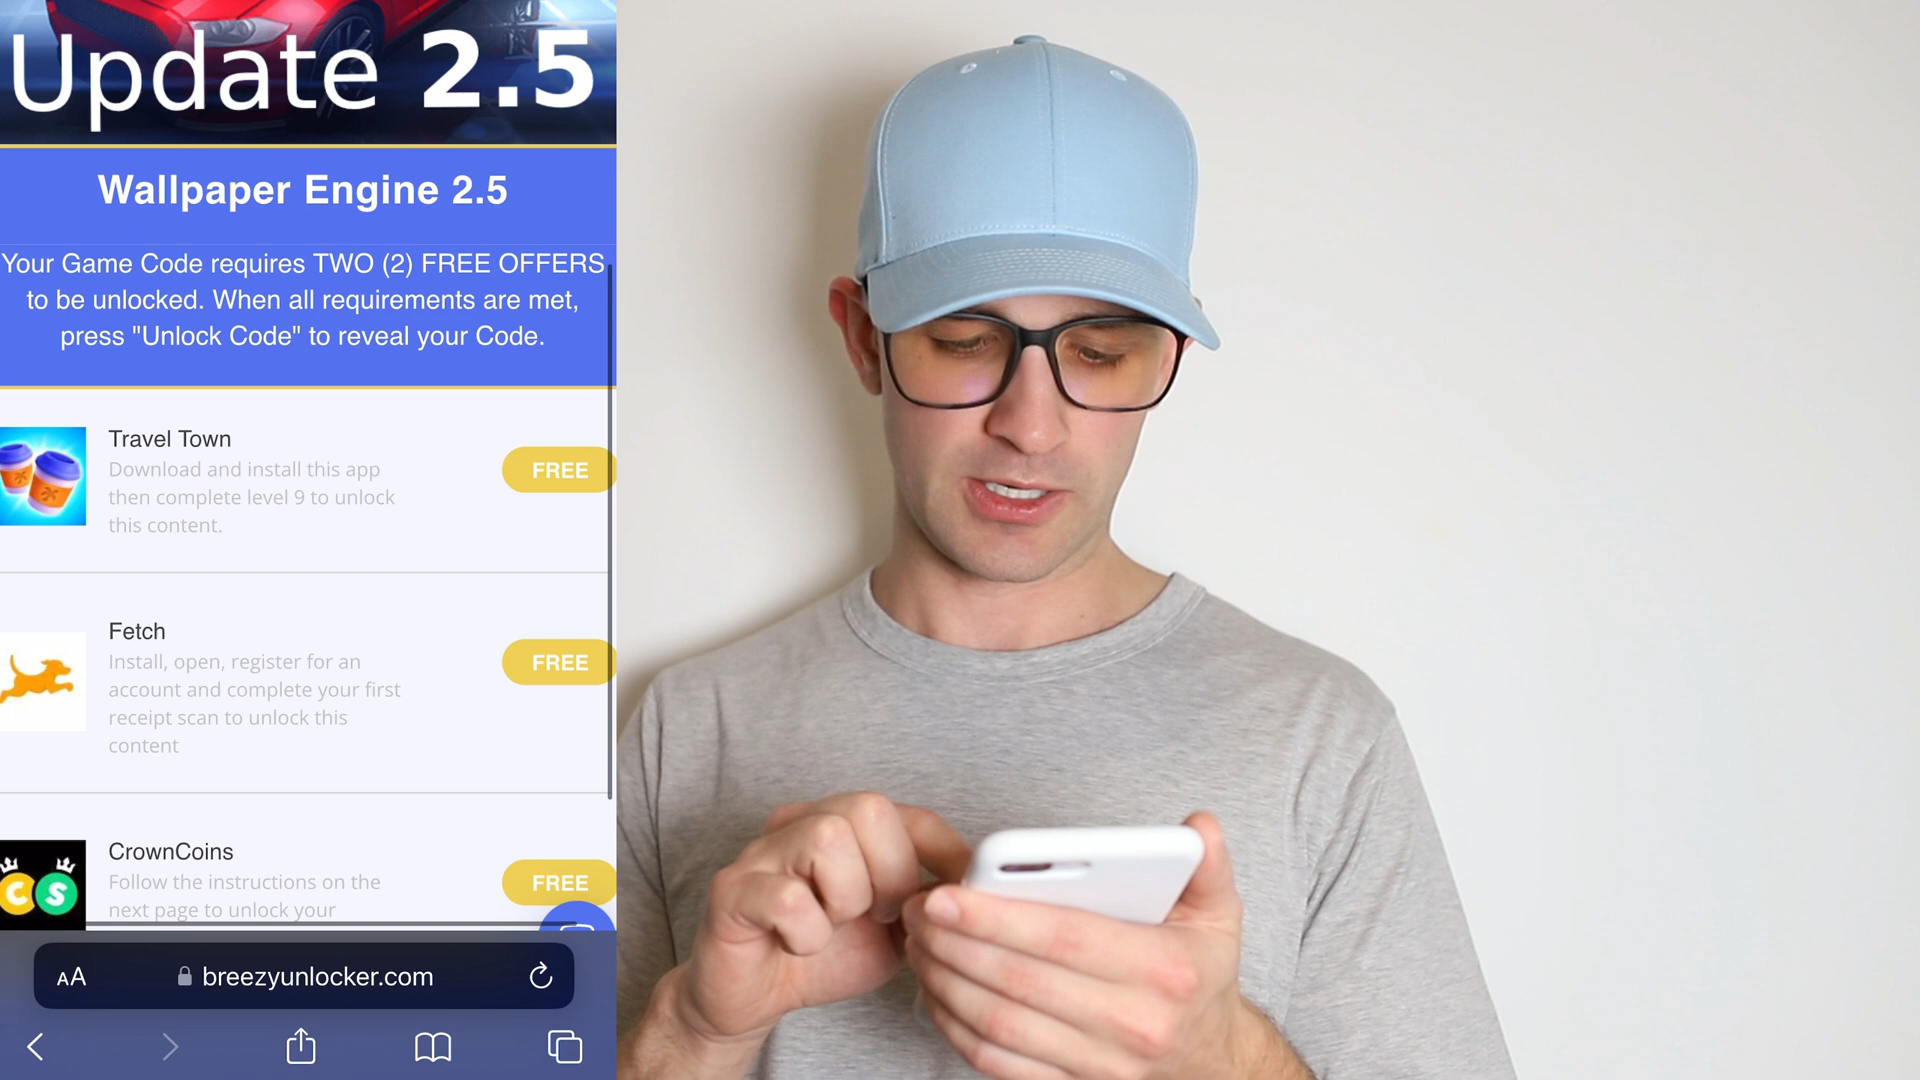 Update 2.5
Wallpaper Engine 2.5
Your Game Code requires TWO (2) FREE OFFERS
to be unlocked. When all requirements are met,
press "Unlock Code" to reveal your Code.
Travel Town
Download and install this app
then complete level 9 to unlock
this content.
FREE
Fetch
Install, open, register for an
account and complete your first
receipt scan to unlock this
content
FREE
CrownCoins
Follow the instructions on the
next page to unlock your
FREE
C S
AA
breezyunlocker.com